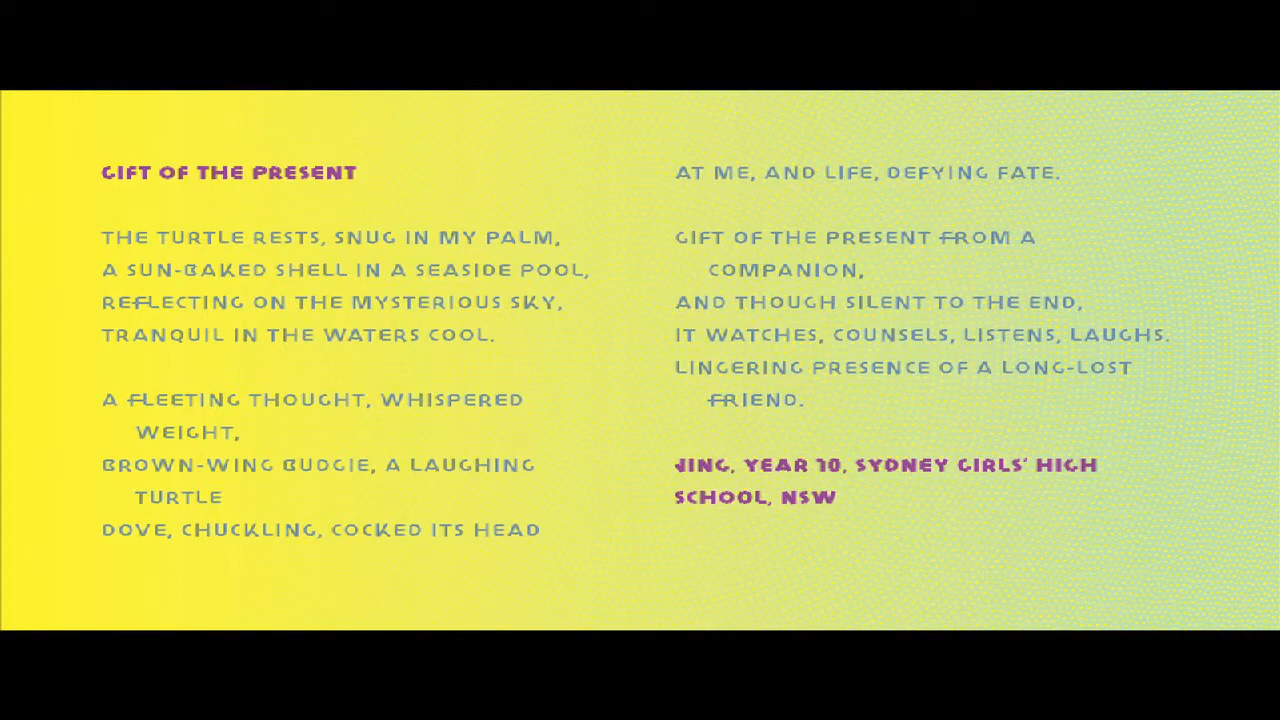 GIFT OF THE PRESENT
THE TURTLE RESTS, SNUG IN MY PALM,
A SUN-BAKED SHELL IN A SEASIDE POOL,
REFLECTING ON THE MYSTERIOUS SKY,
TRANQUIL IN THE WATERS COOL.
A FLEETING THOUGHT, WHISPERED
WEIGHT,
BROWN-WING BUDGIE, A LAUGHING
TURTLE
DOVE, CHUCKLING, COCKED ITS HEAD
AT ME, AND LIFE, DEFYING FATE.
GIFT OF THE PRESENT FROM A
COMPANION,
AND THOUGH SILENT TO THE END,
IT WATCHES, COUNSELS, LISTENS, LAUGHS.
LINGERING PRESENCE OF A LONG-LOST
FRIEND.
JING, YEAR 10, SYDNEY GIRLS' HIGH
SCHOOL, NSW